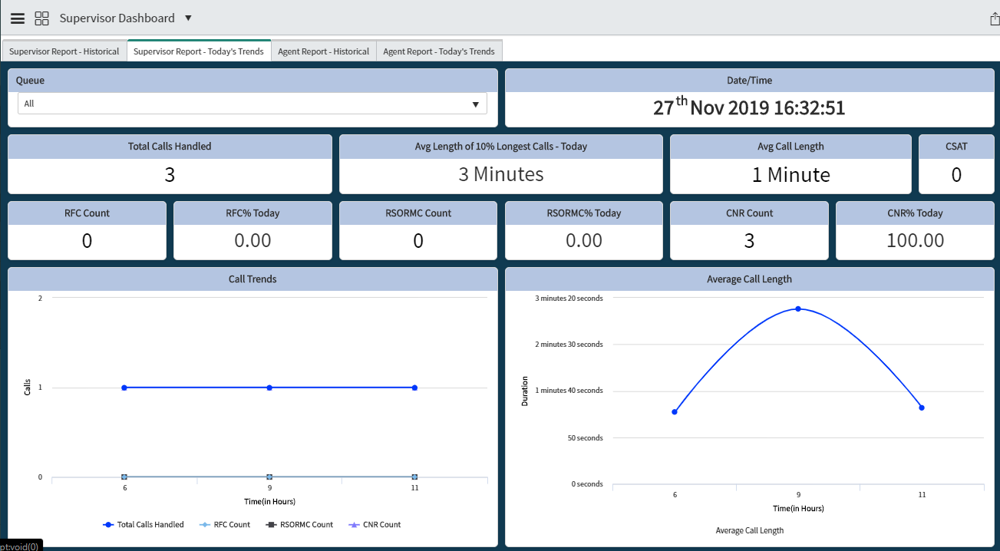 Supervisor Dashboard
Supervisor Report - Historical
Supervisor Report - Today's Trends
Agent Report - Historical
Agent Report - Today's Trends
Queue
All
Date/Time
27th Nov 2019 16:32:51
Total Calls Handled
3
Avg Length of 10% Longest Calls - Today
3 Minutes
Avg Call Length
1 Minute
CSAT
0
RFC Count
0
RFC% Today
0.00
RSORMC Count
0
RSORMC% Today
0.00
CNR Count
3
CNR% Today
100.00
Call Trends
2
1
0
Calls
6
9
11
Time(in Hours)
Total Calls Handled
RFC Count
RSORMC Count
CNR Count
Average Call Length
3 minutes 20 seconds
2 minutes 30 seconds
1 minutes 40 seconds
50 seconds
0 seconds
Duration
6
9
11
Time(in Hours)
Average Call Length
pt:void(0)